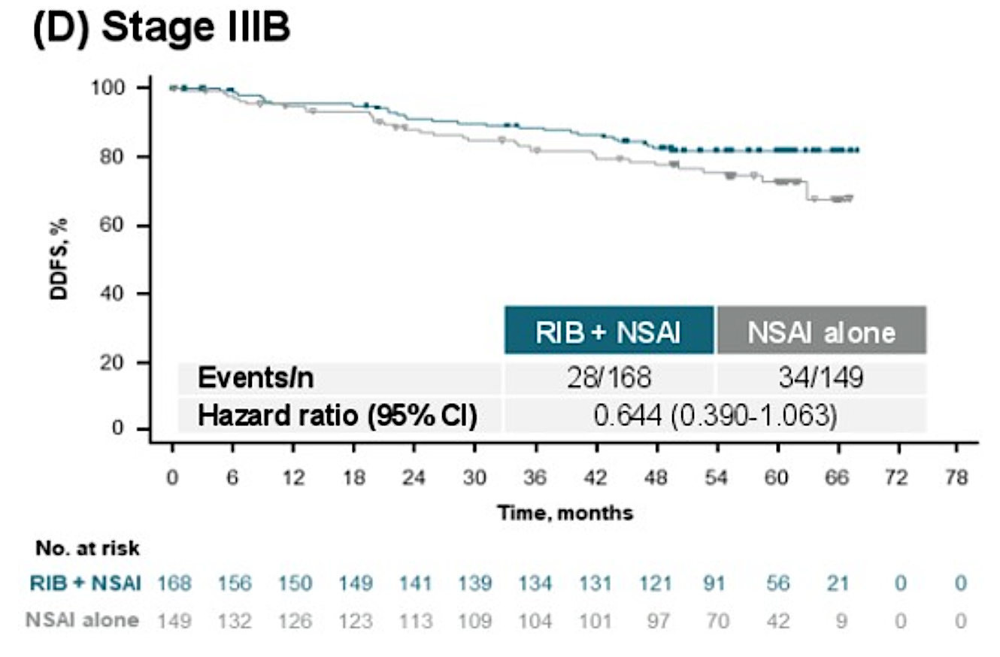 (D) Stage IIIB
100
80
60
40
20
0
DDFS, %
RIB + NSAI NSAI alone
Events/n 28/168 34/149
Hazard ratio (95% CI) 0.644 (0.390-1.063)
0 6 12 18 24 30 36 42 48 54 60 66 72 78
Time, months
No. at risk
RIB + NSAI 168 156 150 149 141 139 134 131 121 91 56 21 0 0
NSAI alone 149 132 126 123 113 109 104 101 97 70 42 9 0 0